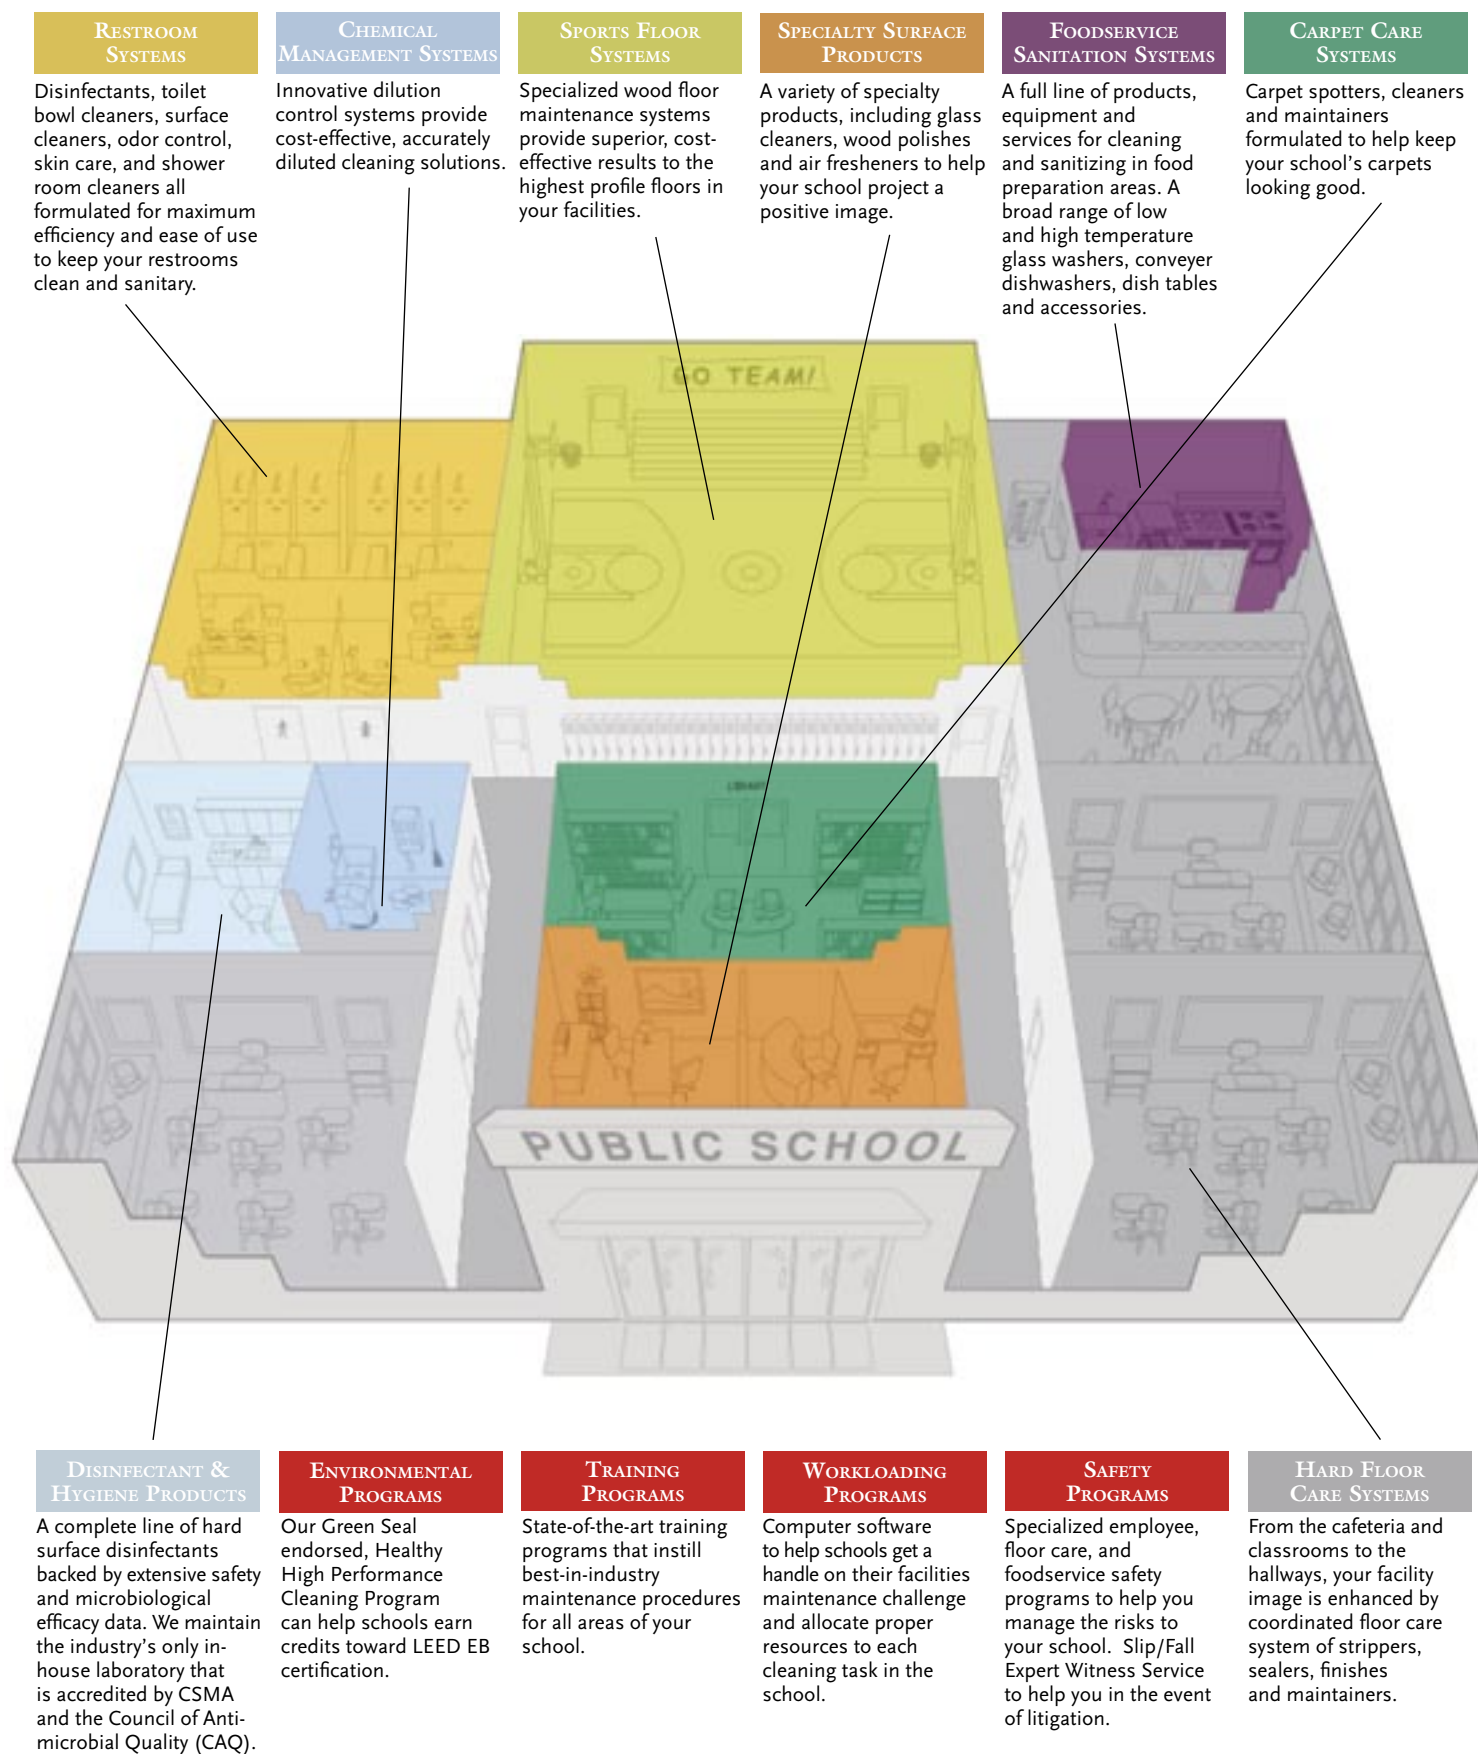 RESTROOM
SYSTEMS
Disinfectants, toilet
bowl cleaners, surface
cleaners, odor control,
skin care, and shower
room cleaners all
formulated for maximum
efficiency and ease of use
to keep your restrooms
clean and sanitary.
CHEMICAL
MANAGEMENT SYSTEMS
Innovative dilution
control systems provide
cost-effective, accurately
diluted cleaning solutions.
SPORTS FLOOR
SYSTEMS
Specialized wood floor
maintenance systems
provide superior, cost-
effective results to the
highest profile floors in
your facilities.
SPECIALTY SURFACE
PRODUCTS
A variety of specialty
products, including glass
cleaners, wood polishes
and air fresheners to help
your school project a
positive image.
FOODSERVICE
SANITATION SYSTEMS
A full line of products,
equipment and
services for cleaning
and sanitizing in food
preparation areas. A
broad range of low
and high temperature
glass washers, conveyer
dishwashers, dish tables
and accessories.
CARPET CARE
SYSTEMS
Carpet spotters, cleaners
and maintainers
formulated to help keep
your school's carpets
looking good.
GO TEAM!
LIBRARY
PUBLIC SCHOOL
DISINFECTANT &
HYGIENE PRODUCTS
A complete line of hard
surface disinfectants
backed by extensive safety
and microbiological
efficacy data. We maintain
the industry's only in-
house laboratory that
is accredited by CSMA
and the Council of Anti-
microbial Quality (CAQ).
ENVIRONMENTAL
PROGRAMS
Our Green Seal
endorsed, Healthy
High Performance
Cleaning Program
can help schools earn
credits toward LEED EB
certification.
TRAINING
PROGRAMS
State-of-the-art training
programs that instill
best-in-industry
maintenance procedures
for all areas of your
school.
WORKLOADING
PROGRAMS
Computer software
to help schools get a
handle on their facilities
maintenance challenge
and allocate proper
resources to each
cleaning task in the
school.
SAFETY
PROGRAMS
Specialized employee,
floor care, and
foodservice safety
programs to help you
manage the risks to
your school.  Slip/Fall
Expert Witness Service
to help you in the event
of litigation.
HARD FLOOR
CARE SYSTEMS
From the cafeteria and
classrooms to the
hallways, your facility
image is enhanced by
coordinated floor care
system of strippers,
sealers, finishes
and maintainers.